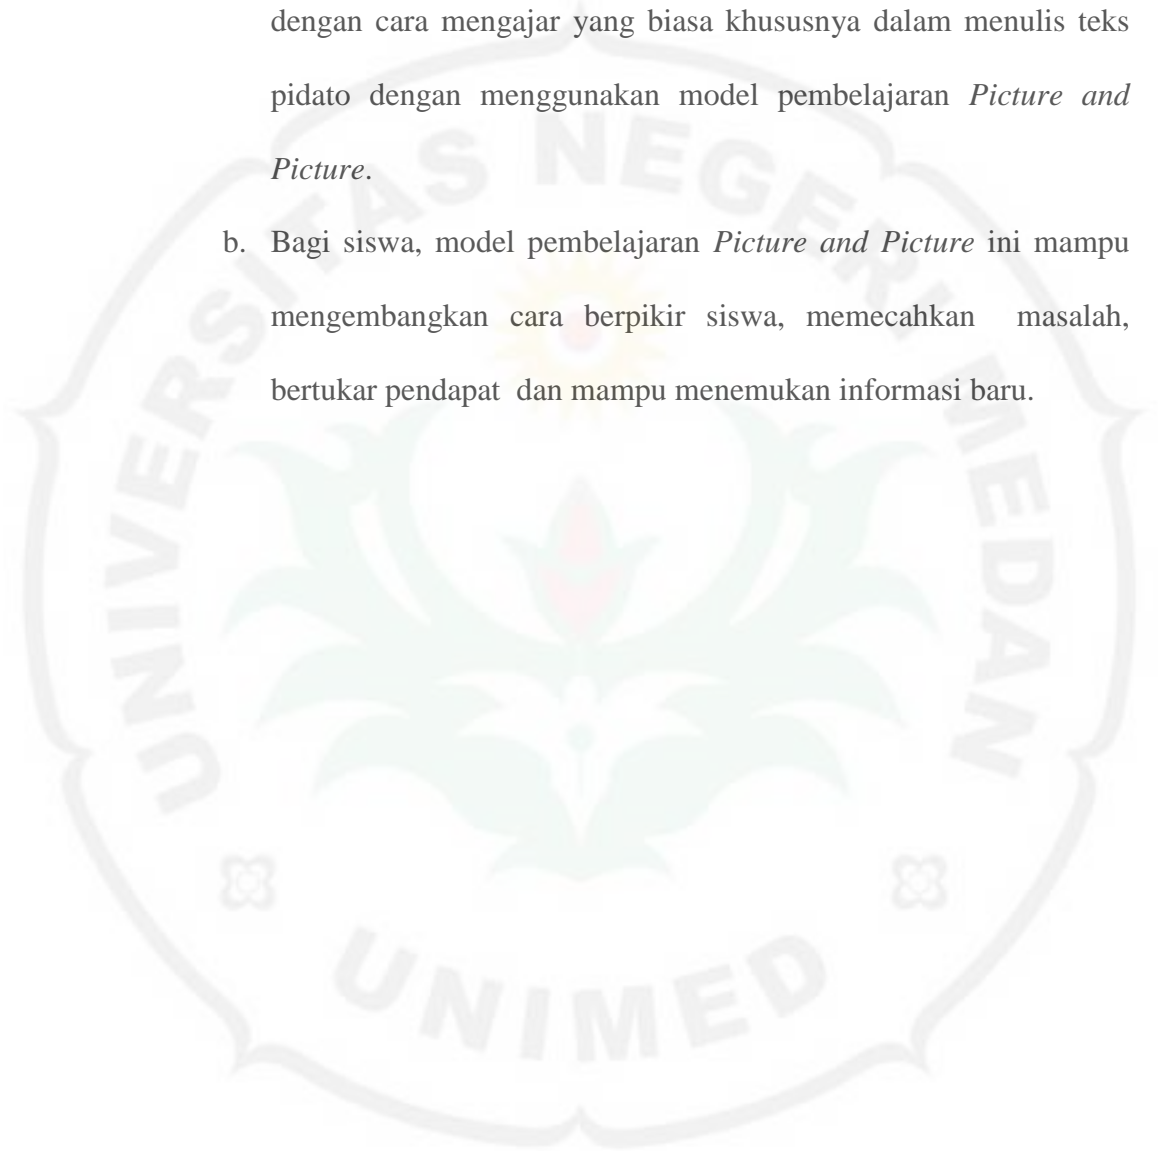 dengan cara mengajar yang biasa khususnya dalam menulis teks
pidato dengan menggunakan model pembelajaran Picture and
Picture.
b. Bagi siswa, model pembelajaran Picture and Picture ini mampu
mengembangkan cara berpikir siswa, memecahkan masalah,
bertukar pendapat dan mampu menemukan informasi baru.
UNIVERSITAS NEGERI MEDAN
UNIMED